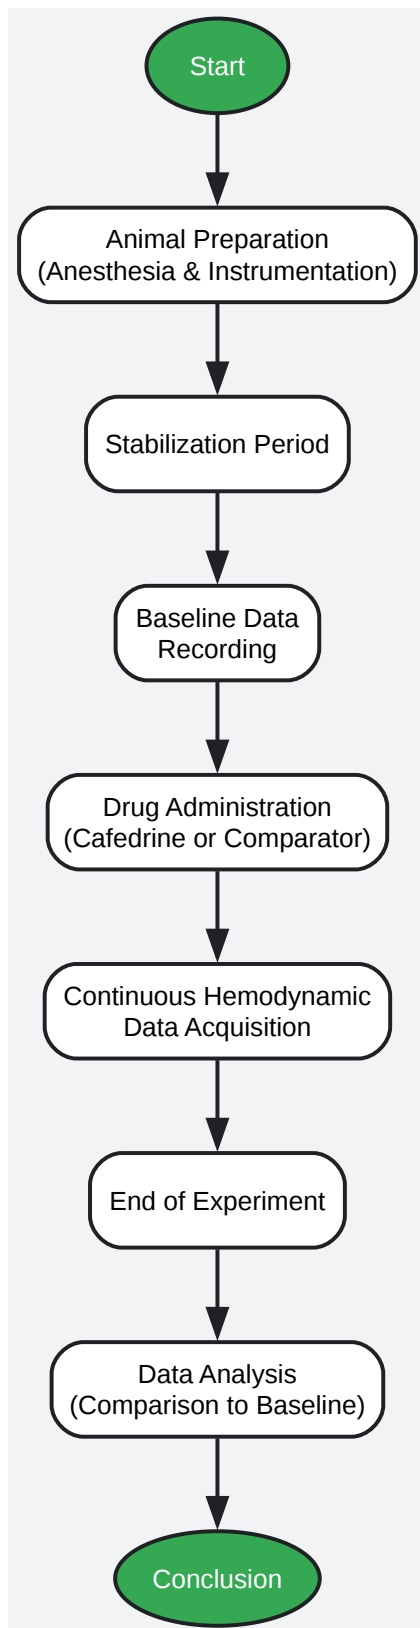 Start
Animal Preparation
(Anesthesia & Instrumentation)
Stabilization Period
Baseline Data
Recording
Drug Administration
(Cafedrine or Comparator)
Continuous Hemodynamic
Data Acquisition
End of Experiment
Data Analysis
(Comparison to Baseline)
Conclusion